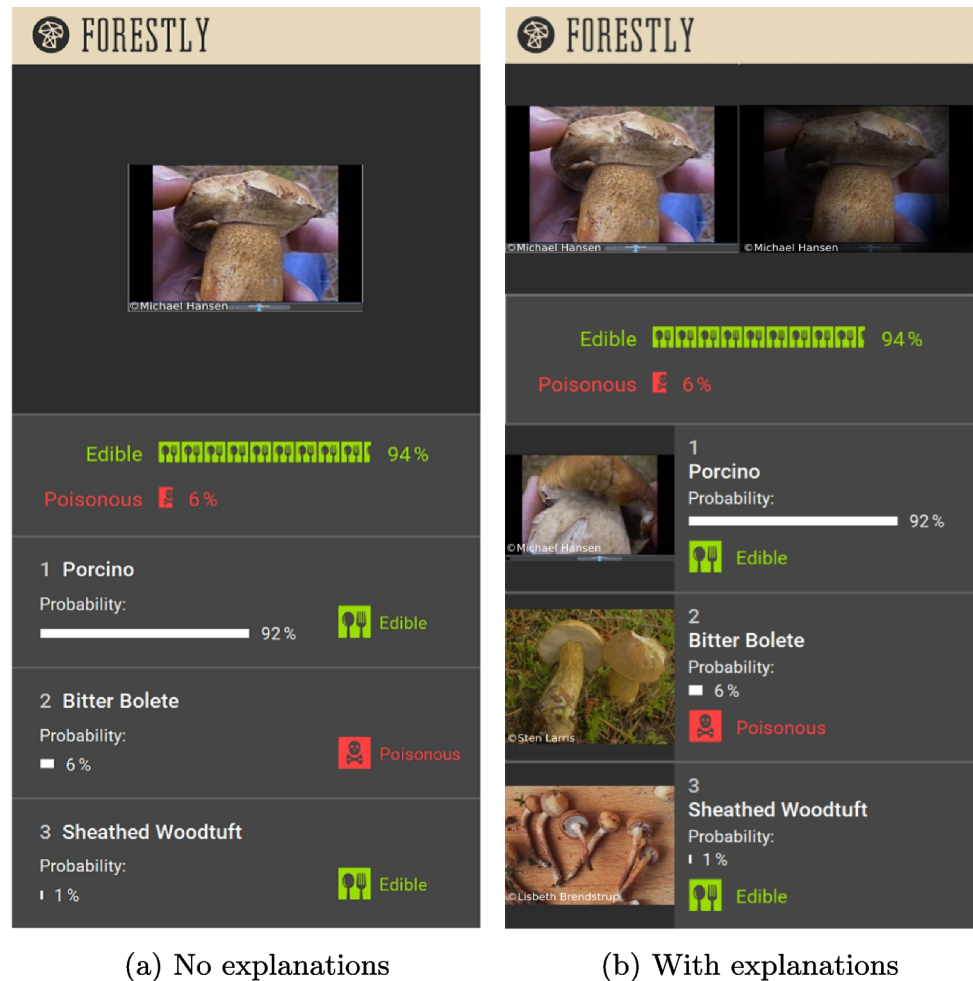 FORESTLY
©Michael Hansen
Edible 94%
Poisonous 6%
1 Porcino
Probability:
92%
Edible
2 Bitter Bolete
Probability:
6%
Poisonous
3 Sheathed Woodtuft
Probability:
1%
Edible
(a) No explanations
FORESTLY
©Michael Hansen
©Michael Hansen
Edible 94%
Poisonous 6%
©Michael Hansen
1
Porcino
Probability:
92%
Edible
©Sten Larris
2
Bitter Bolete
Probability:
6%
Poisonous
©Lisbeth Brendstrup
3
Sheathed Woodtuft
Probability:
1%
Edible
(b) With explanations